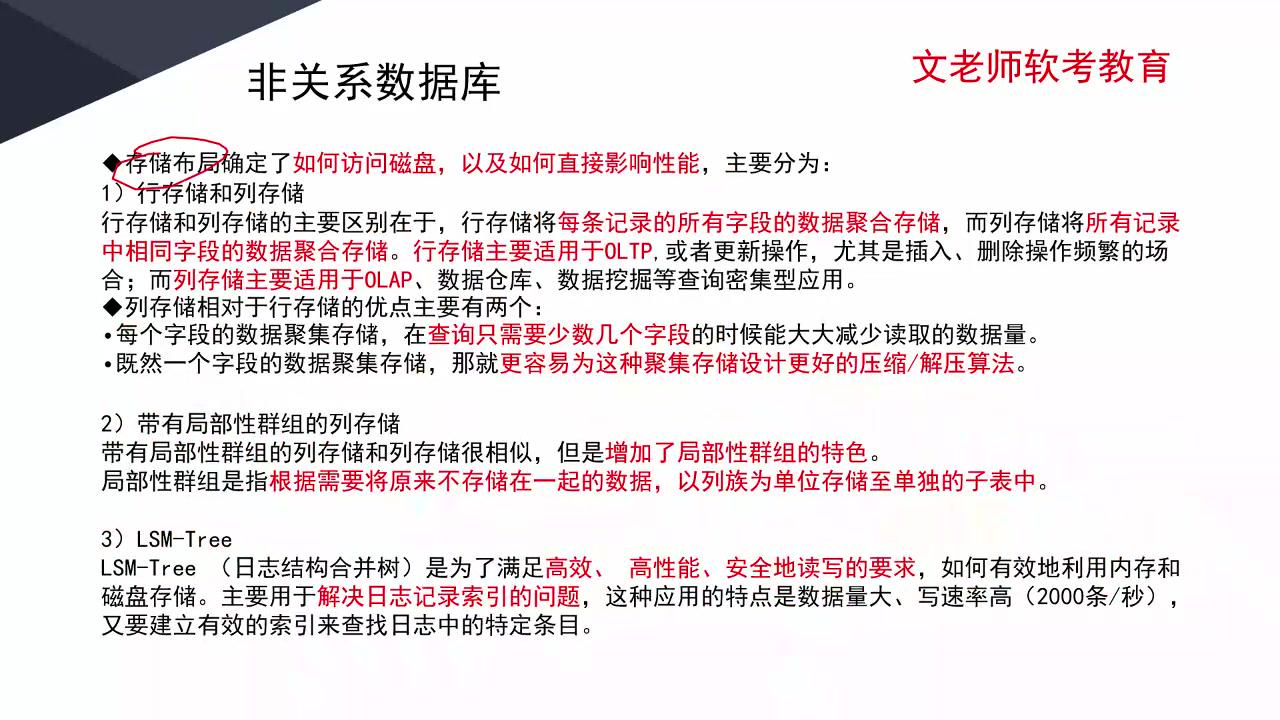 非关系数据库
文老师软考教育
◆存储布局确定了如何访问磁盘，以及如何直接影响性能，主要分为：
1）行存储和列存储
行存储和列存储的主要区别在于，行存储将每条记录的所有字段的数据聚合存储，而列存储将所有记录
中相同字段的数据聚合存储。行存储主要适用于OLTP,或者更新操作，尤其是插入、删除操作频繁的场
合；而列存储主要适用于OLAP、数据仓库、数据挖掘等查询密集型应用。
◆列存储相对于行存储的优点主要有两个：
•每个字段的数据聚集存储，在查询只需要少数几个字段的时候能大大减少读取的数据量。
•既然一个字段的数据聚集存储，那就更容易为这种聚集存储设计更好的压缩/解压算法。
2）带有局部性群组的列存储
带有局部性群组的列存储和列存储很相似，但是增加了局部性群组的特色。
局部性群组是指根据需要将原来不存储在一起的数据，以列族为单位存储至单独的子表中。
3）LSM-Tree
LSM-Tree （日志结构合并树）是为了满足高效、 高性能、安全地读写的要求，如何有效地利用内存和
磁盘存储。主要用于解决日志记录索引的问题，这种应用的特点是数据量大、写速率高（2000条/秒），
又要建立有效的索引来查找日志中的特定条目。